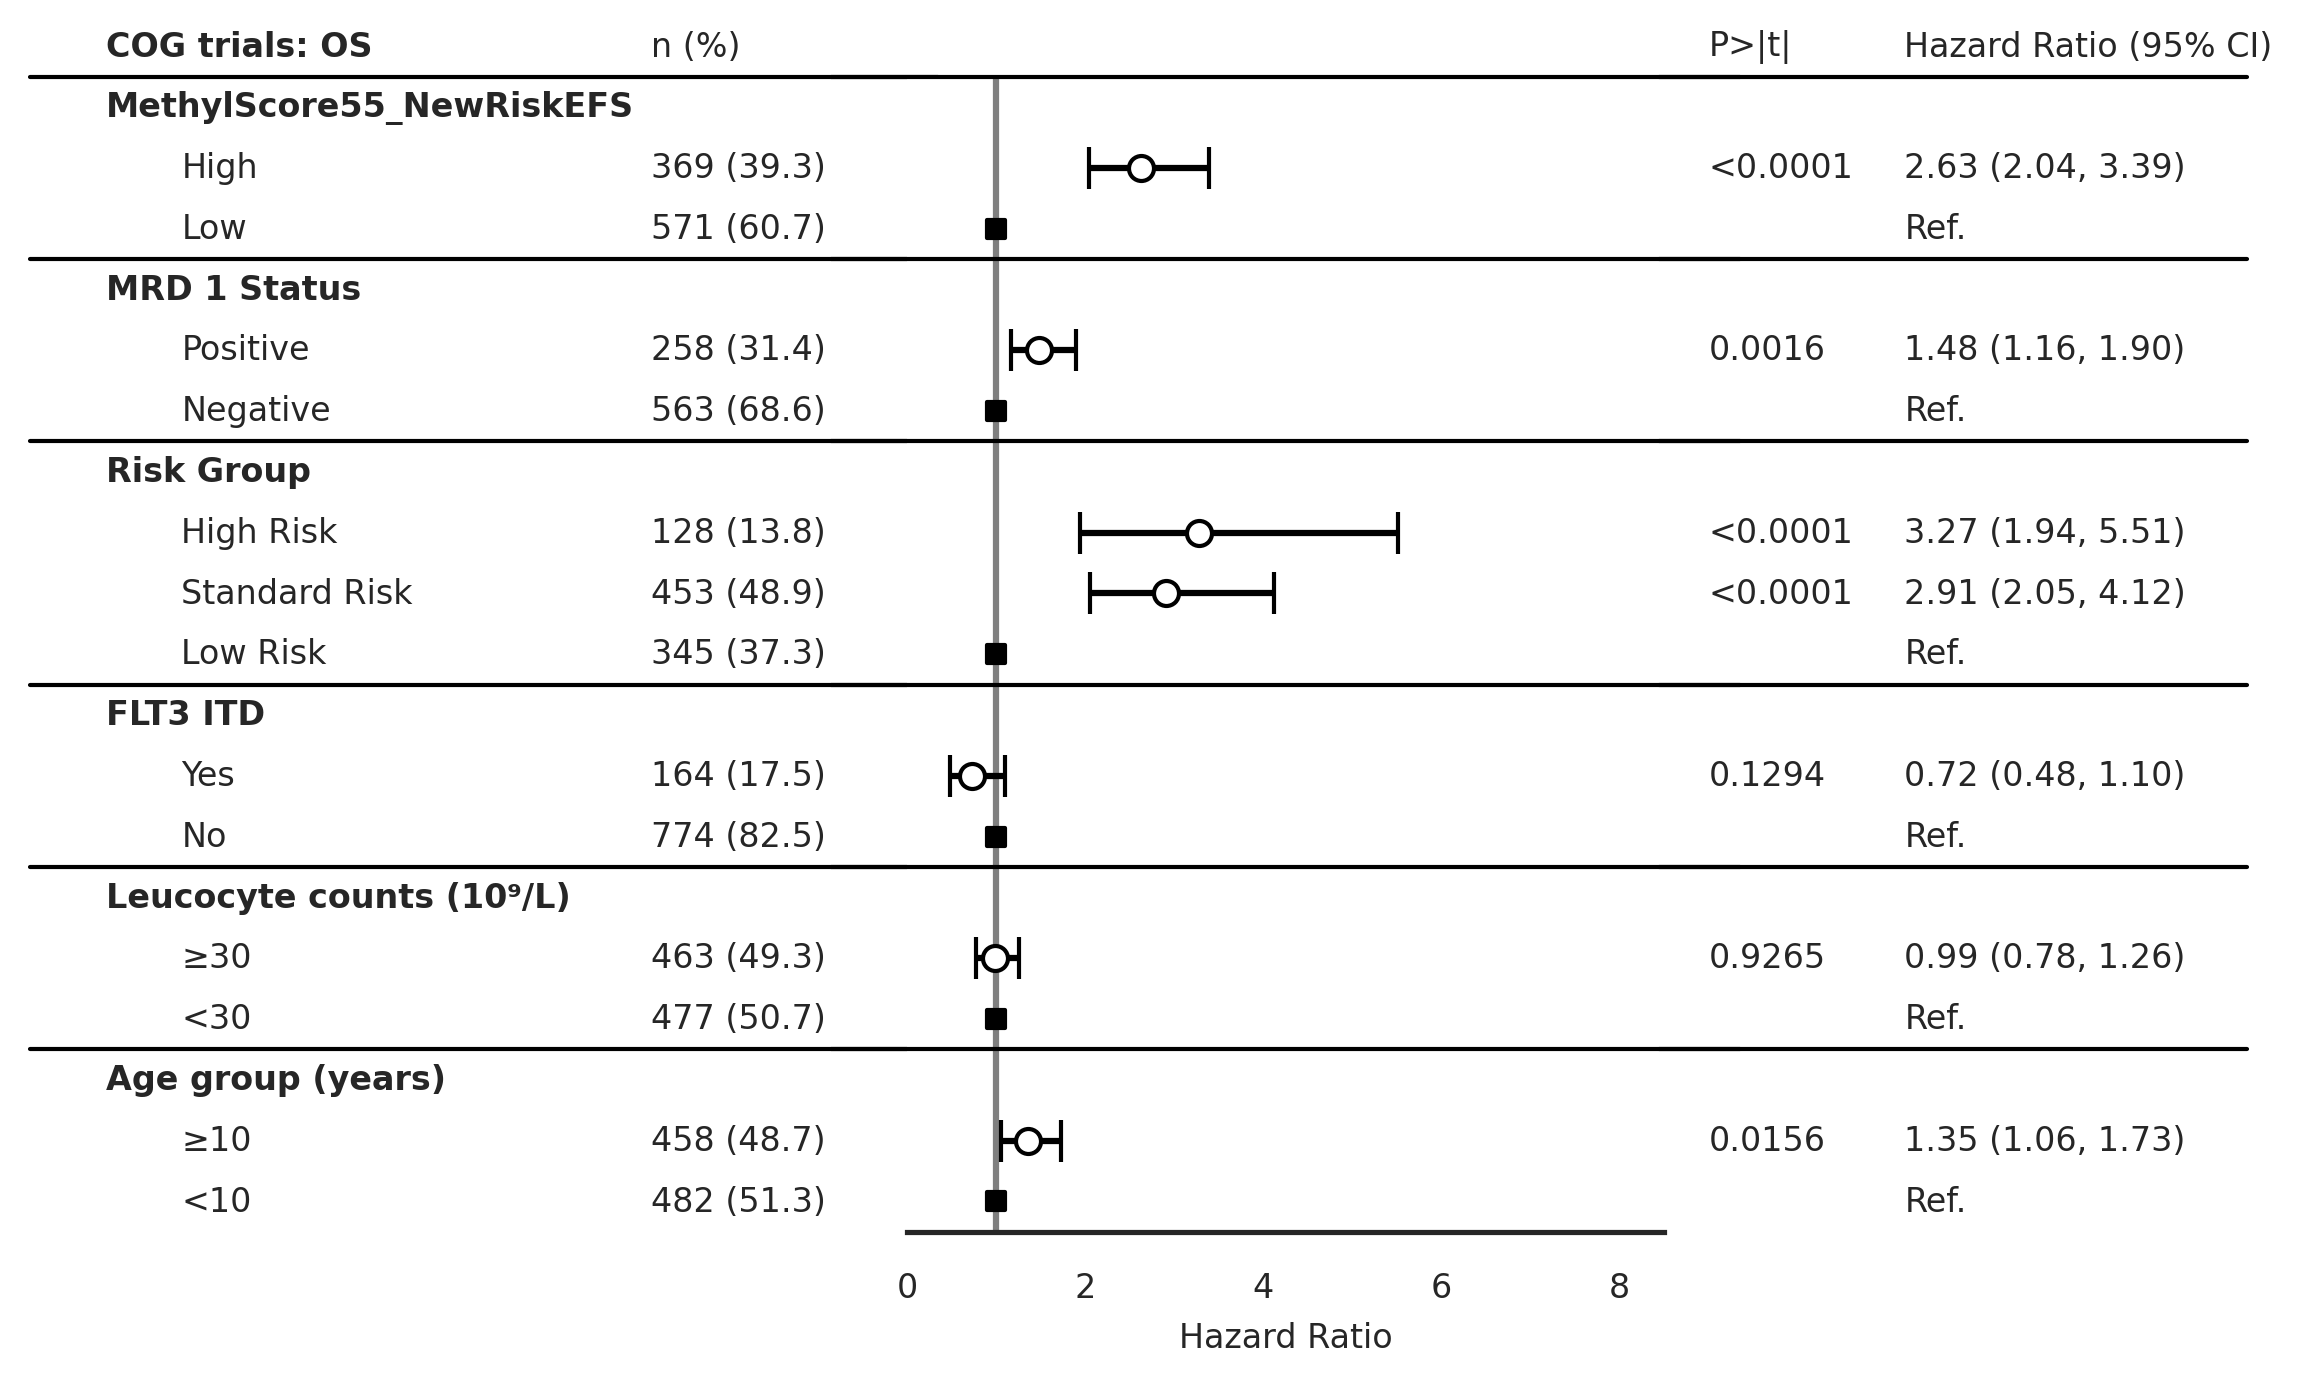 COG trials: OS n (%) P>|t| Hazard Ratio (95% CI)
MethylScore55_NewRiskEFS
High 369 (39.3) <0.0001 2.63 (2.04, 3.39)
Low 571 (60.7) Ref.
MRD 1 Status
Positive 258 (31.4) 0.0016 1.48 (1.16, 1.90)
Negative 563 (68.6) Ref.
Risk Group
High Risk 128 (13.8) <0.0001 3.27 (1.94, 5.51)
Standard Risk 453 (48.9) <0.0001 2.91 (2.05, 4.12)
Low Risk 345 (37.3) Ref.
FLT3 ITD
Yes 164 (17.5) 0.1294 0.72 (0.48, 1.10)
No 774 (82.5) Ref.
Leucocyte counts (10⁹/L)
≥30 463 (49.3) 0.9265 0.99 (0.78, 1.26)
<30 477 (50.7) Ref.
Age group (years)
≥10 458 (48.7) 0.0156 1.35 (1.06, 1.73)
<10 482 (51.3) Ref.
0 2 4 6 8
Hazard Ratio